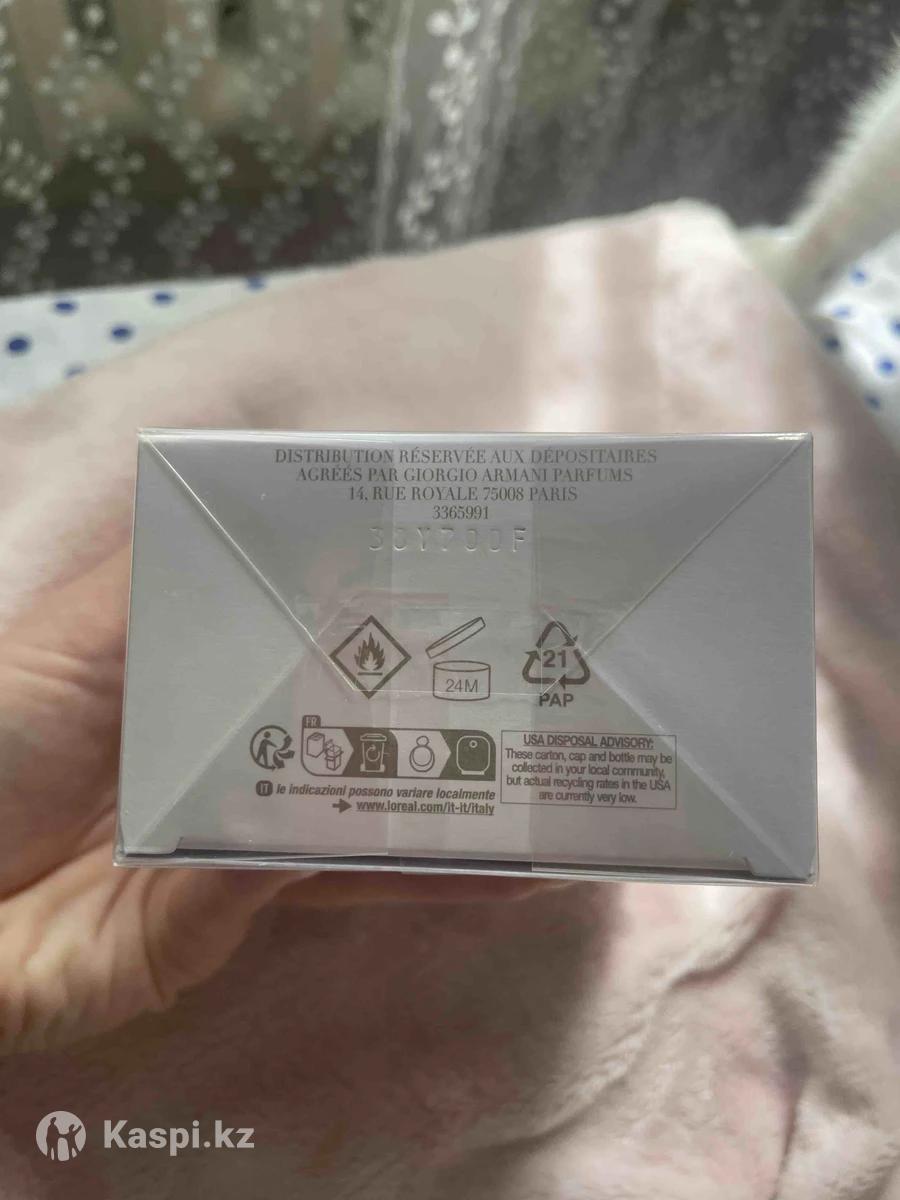 DISTRIBUTION RÉSERVÉE AUX DÉPOSITAIRES
AGRÉÉS PAR GIORGIO ARMANI PARFUMS
14, RUE ROYALE 75008 PARIS
3365991
24M
21
PAP
FR
IT le indicazioni possono variare localmente
www.loreal.com/it-it/italy
USA DISPOSAL ADVISORY:
These carton, cap and bottle may be
collected in your local community,
but actual recycling rates in the USA
are currently very low.
Kaspi.kz